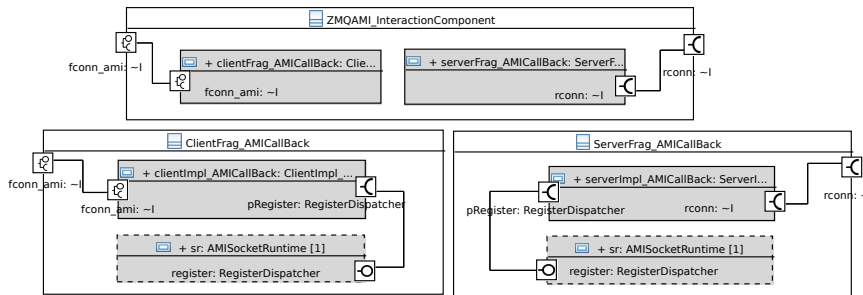 ZMQAMI_InteractionComponent
fconn_ami: ~I
+ clientFrag_AMICallBack: Clie...
fconn_ami: ~I
+ serverFrag_AMICallBack: ServerF...
rconn: ~I
rconn: ~I
ClientFrag_AMICallBack
fconn_ami: ~I
+ clientImpl_AMICallBack: ClientImpl_...
fconn_ami: ~I
pRegister: RegisterDispatcher
+ sr: AMISocketRuntime [1]
register: RegisterDispatcher
ServerFrag_AMICallBack
+ serverImpl_AMICallBack: ServerI...
pRegister: RegisterDispatcher
rconn: ~I
rconn: ~
+ sr: AMISocketRuntime [1]
register: RegisterDispatcher